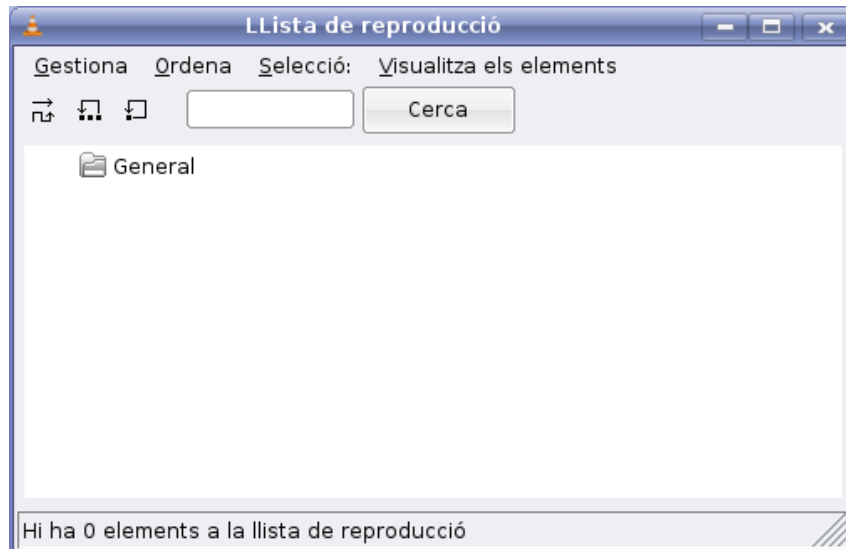 LLista de reproducció
Gestiona Ordena Selecció: Visualitza els elements
Cerca
General
Hi ha 0 elements a la llista de reproducció